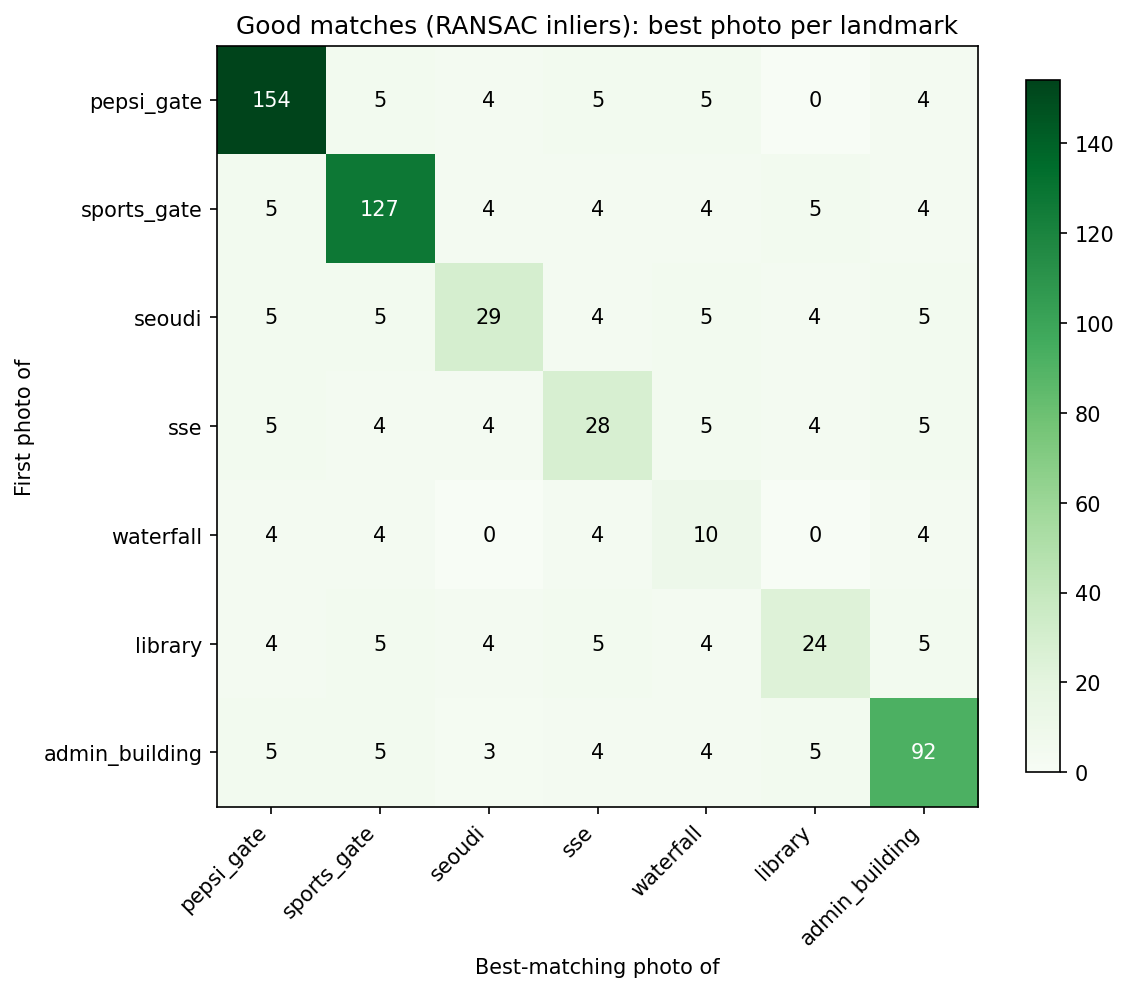 Good matches (RANSAC inliers): best photo per landmark
pepsi_gate 154 5 4 5 5 0 4
sports_gate 5 127 4 4 4 5 4
seoudi 5 5 29 4 5 4 5
sse 5 4 4 28 5 4 5
waterfall 4 4 0 4 10 0 4
library 4 5 4 5 4 24 5
admin_building 5 5 3 4 4 5 92
First photo of
pepsi_gate sports_gate seoudi sse waterfall library admin_building
Best-matching photo of
140
120
100
80
60
40
20
0